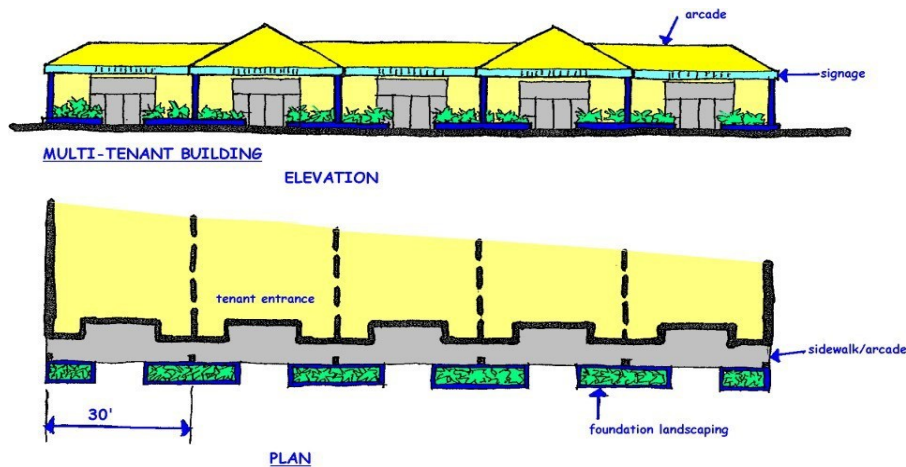 arcade
signage
MULTI-TENANT BUILDING
ELEVATION
tenant entrance
sidewalk/arcade
30'
foundation landscaping
PLAN